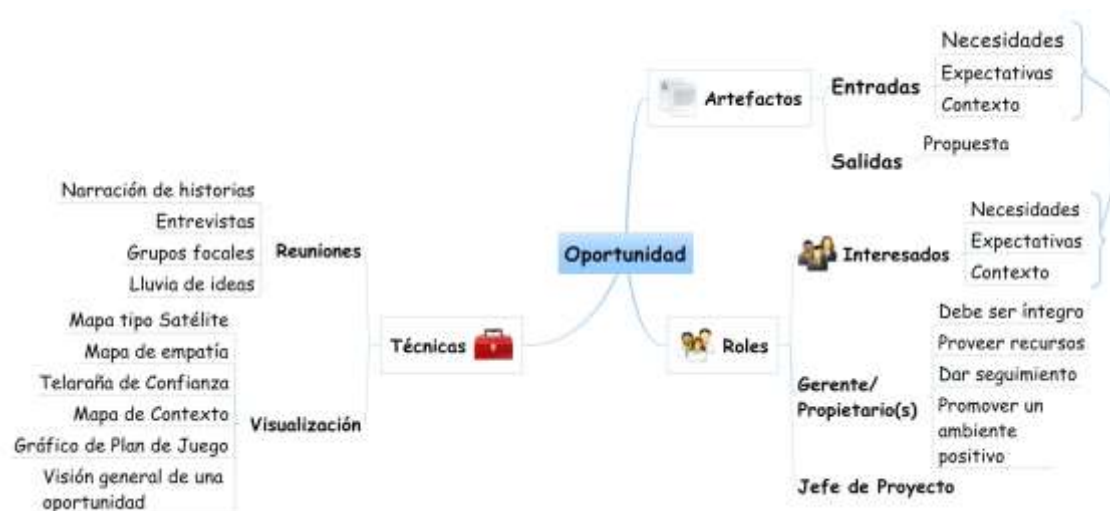 Oportunidad
Artefactos
Entradas
Necesidades
Expectativas
Contexto
Salidas
Propuesta
Roles
Interesados
Necesidades
Expectativas
Contexto
Gerente/
Propietario(s)
Debe ser íntegro
Proveer recursos
Dar seguimiento
Promover un
ambiente
positivo
Jefe de Proyecto
Técnicas
Reuniones
Narración de historias
Entrevistas
Grupos focales
Lluvia de ideas
Visualización
Mapa tipo Satélite
Mapa de empatía
Telaraña de Confianza
Mapa de Contexto
Gráfico de Plan de Juego
Visión general de una
oportunidad